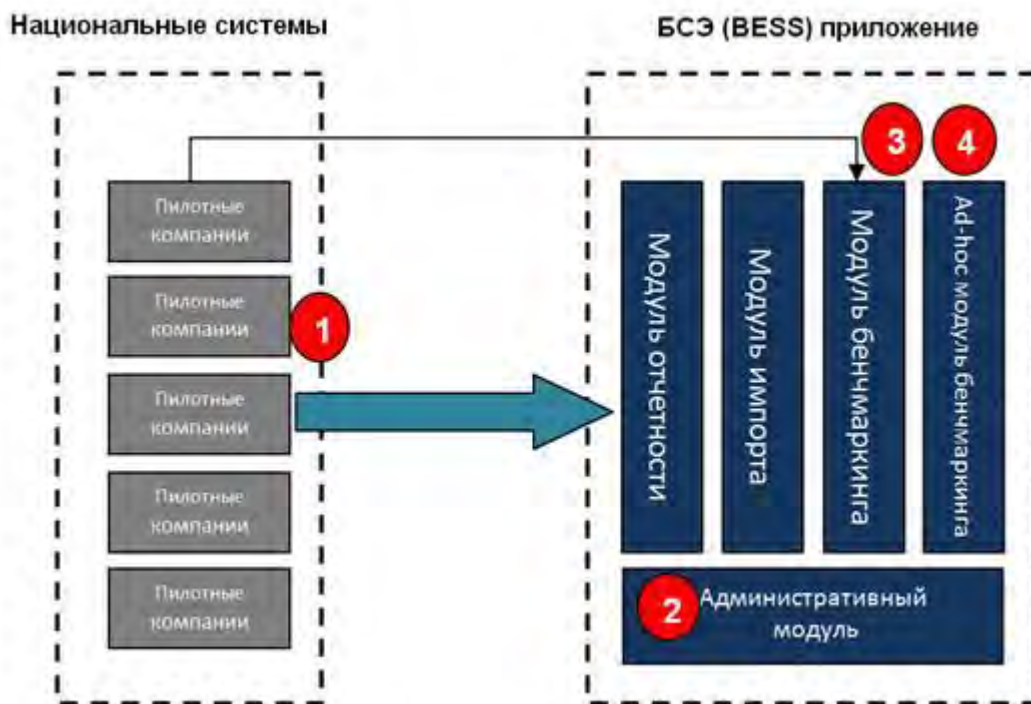 Национальные системы
БСЭ (BESS) приложение
Пилотные
компании
Пилотные
компании
1
Пилотные
компании
Пилотные
компании
Пилотные
компании
3
4
Модуль отчетности
Модуль импорта
Модуль бенчмаркинга
Ad-hoc модуль бенчмаркинга
2
Административный
модуль